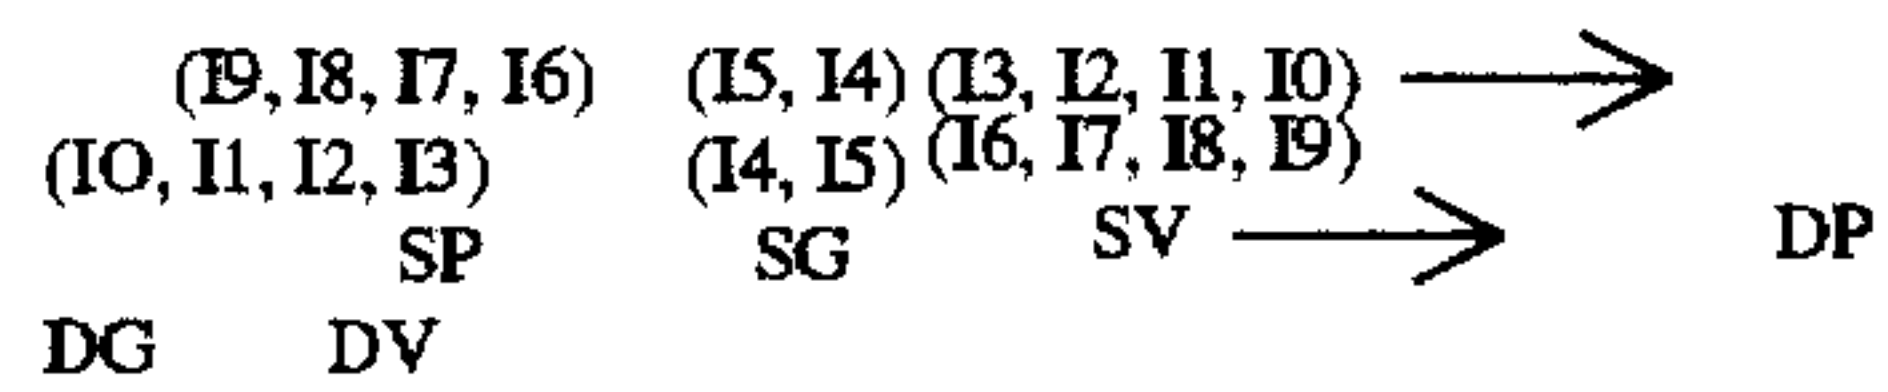 (I9, I8, I7, I6) (I5, I4) (I3, I2, I1, I0) ⟶
(IO, I1, I2, I3) (I4, I5) (I6, I7, I8, I9)
SP SG SV ⟶ DP
DG DV